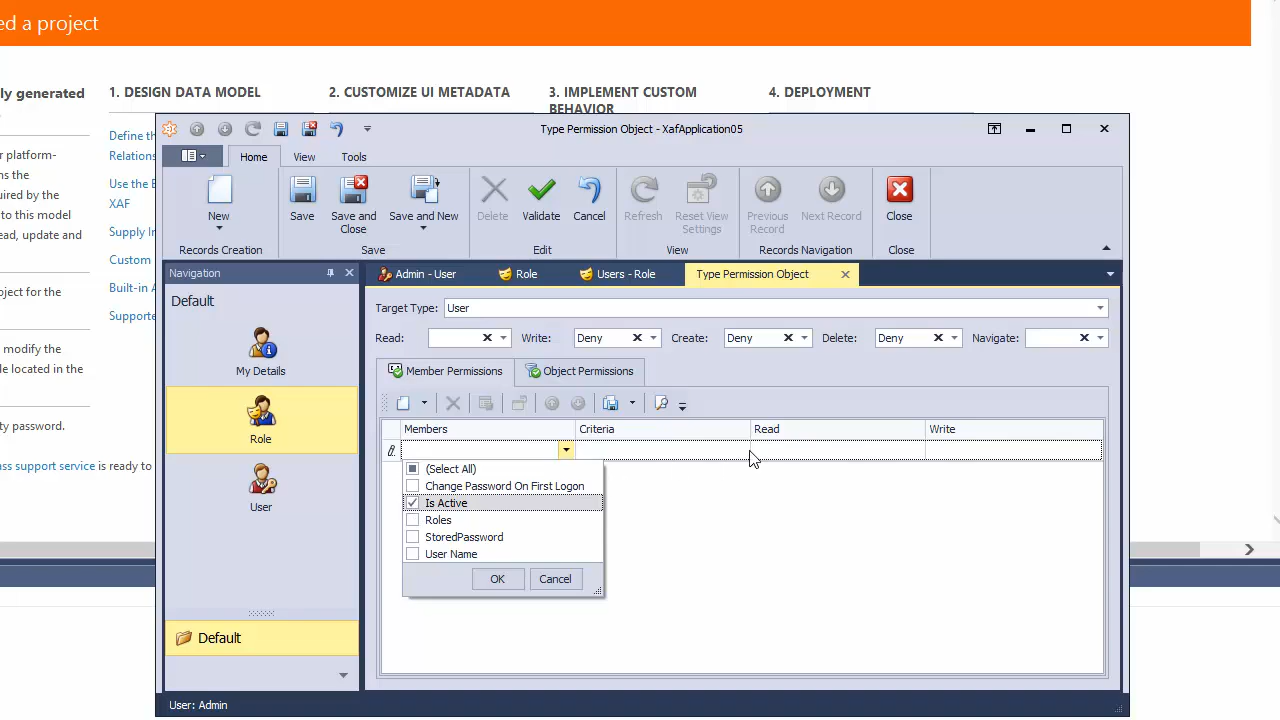 ed a project
ly generated
1. DESIGN DATA MODEL
2. CUSTOMIZE UI METADATA
3. IMPLEMENT CUSTOM
BEHAVIOR
4. DEPLOYMENT
Define th
Relations
Use the E
XAF
Supply In
Custom
Built-in A
Supporte
r platform-
ns the
quired by the
to this model
ead, update and
oject for the
modify the
le located in the
ty password.
ass support service is ready to
Type Permission Object - XafApplication05
Home
View
Tools
New
Save
Save and
Close
Save and New
Delete
Validate
Cancel
Refresh
Reset View
Settings
Previous
Record
Next Record
Close
Records Creation
Save
Edit
View
Records Navigation
Close
Navigation
Default
My Details
Role
User
Default
Admin - User
Role
Users - Role
Type Permission Object
Target Type: User
Read:
Write: Deny
Create: Deny
Delete: Deny
Navigate:
Member Permissions
Object Permissions
Members
Criteria
Read
Write
(Select All)
Change Password On First Logon
Is Active
Roles
StoredPassword
User Name
OK
Cancel
User: Admin